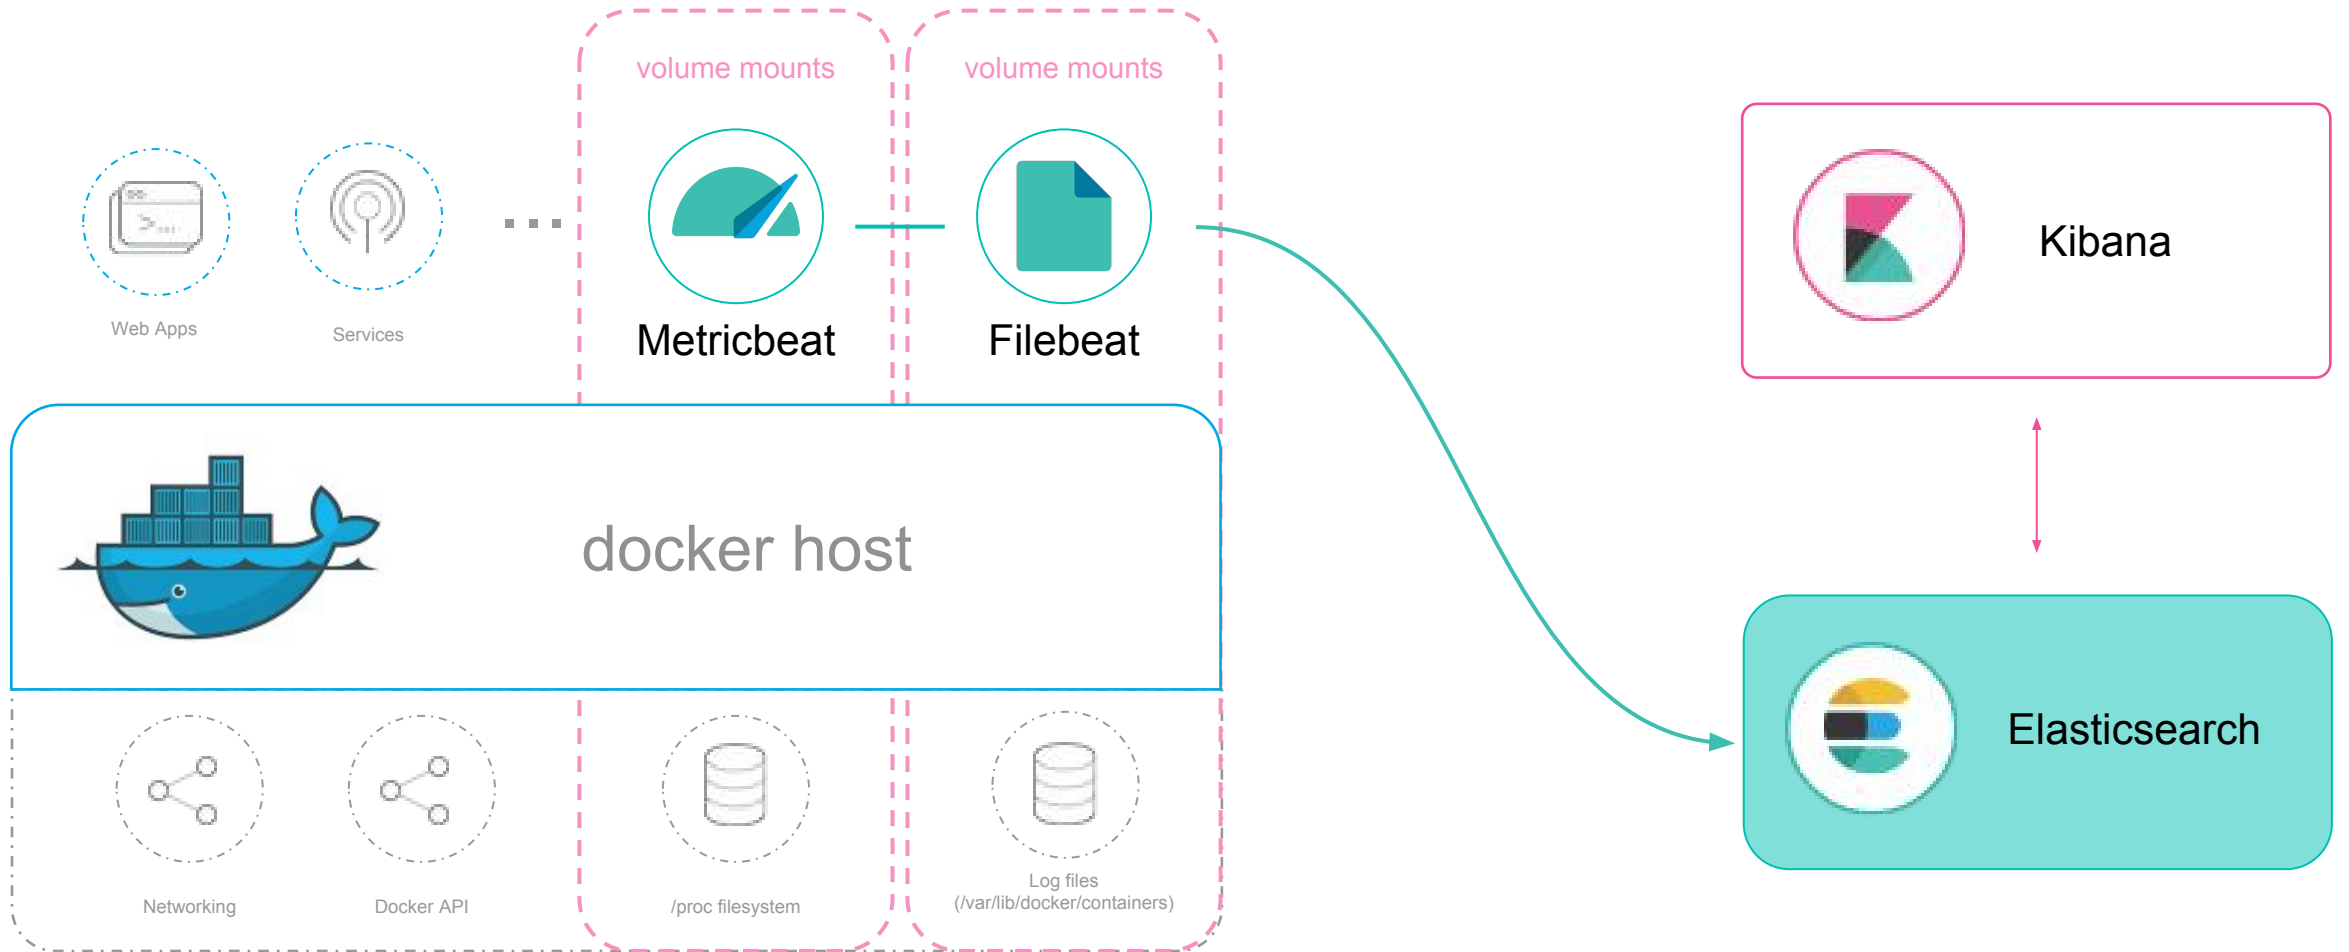 volume mounts
volume mounts
Web Apps
Services
Metricbeat
Filebeat
Kibana
docker host
Elasticsearch
Networking
Docker API
/proc filesystem
Log files
(/var/lib/docker/containers)